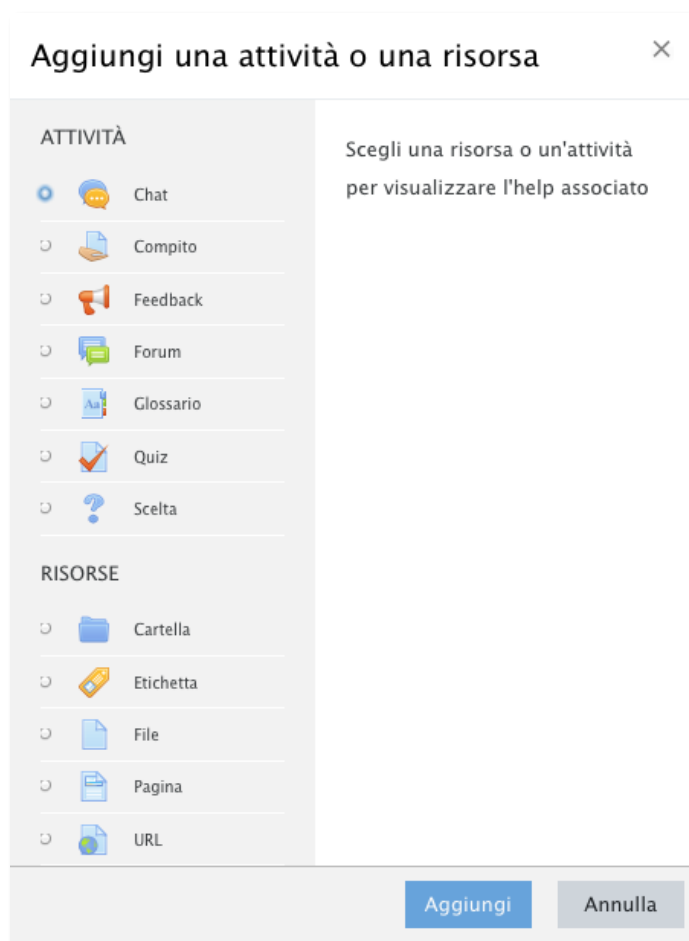 Aggiungi una attività o una risorsa
ATTIVITÀ
Chat
Compito
Feedback
Forum
Glossario
Quiz
Scelta
RISORSE
Cartella
Etichetta
File
Pagina
URL
Scegli una risorsa o un'attività
per visualizzare l'help associato
Aggiungi
Annulla